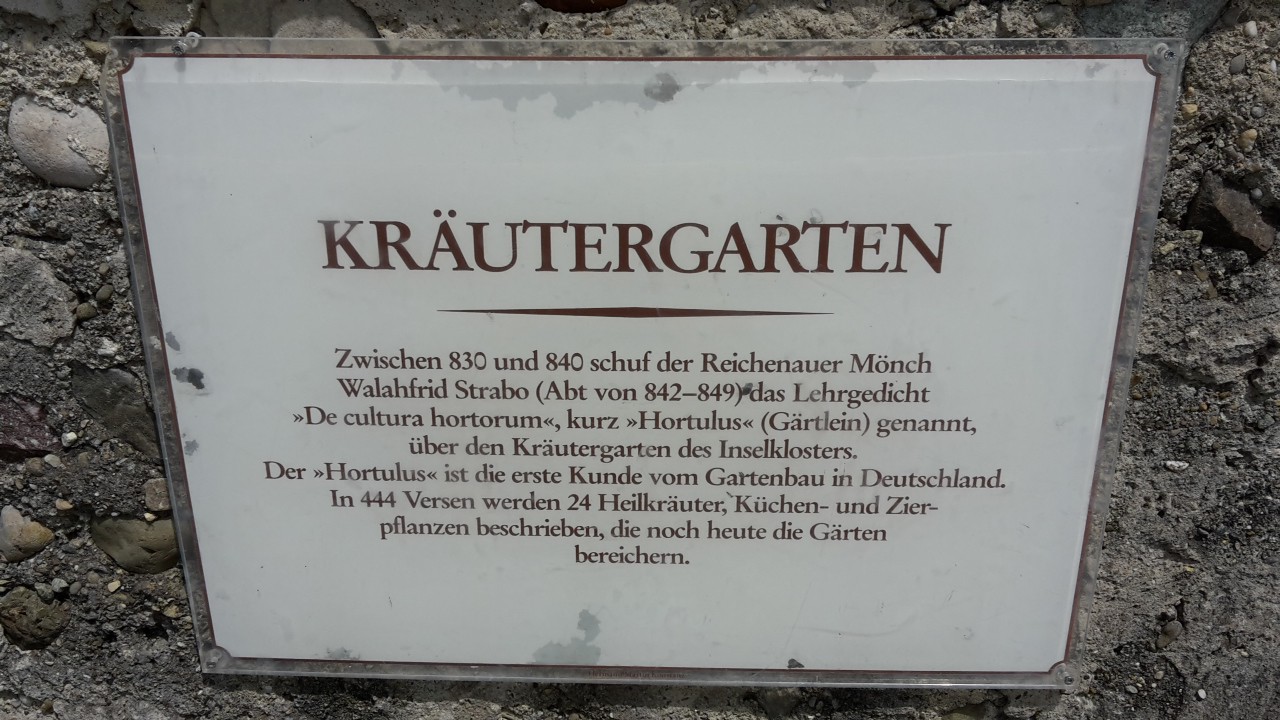 KRÄUTERGARTEN
Zwischen 830 und 840 schuf der Reichenauer Mönch
Walahfrid Strabo (Abt von 842–849) das Lehrgedicht
»De cultura hortorum«, kurz »Hortulus« (Gärtlein) genannt,
über den Kräutergarten des Inselklosters.
Der »Hortulus« ist die erste Kunde vom Gartenbau in Deutschland.
In 444 Versen werden 24 Heilkräuter, Küchen- und Zier-
pflanzen beschrieben, die noch heute die Gärten
bereichern.